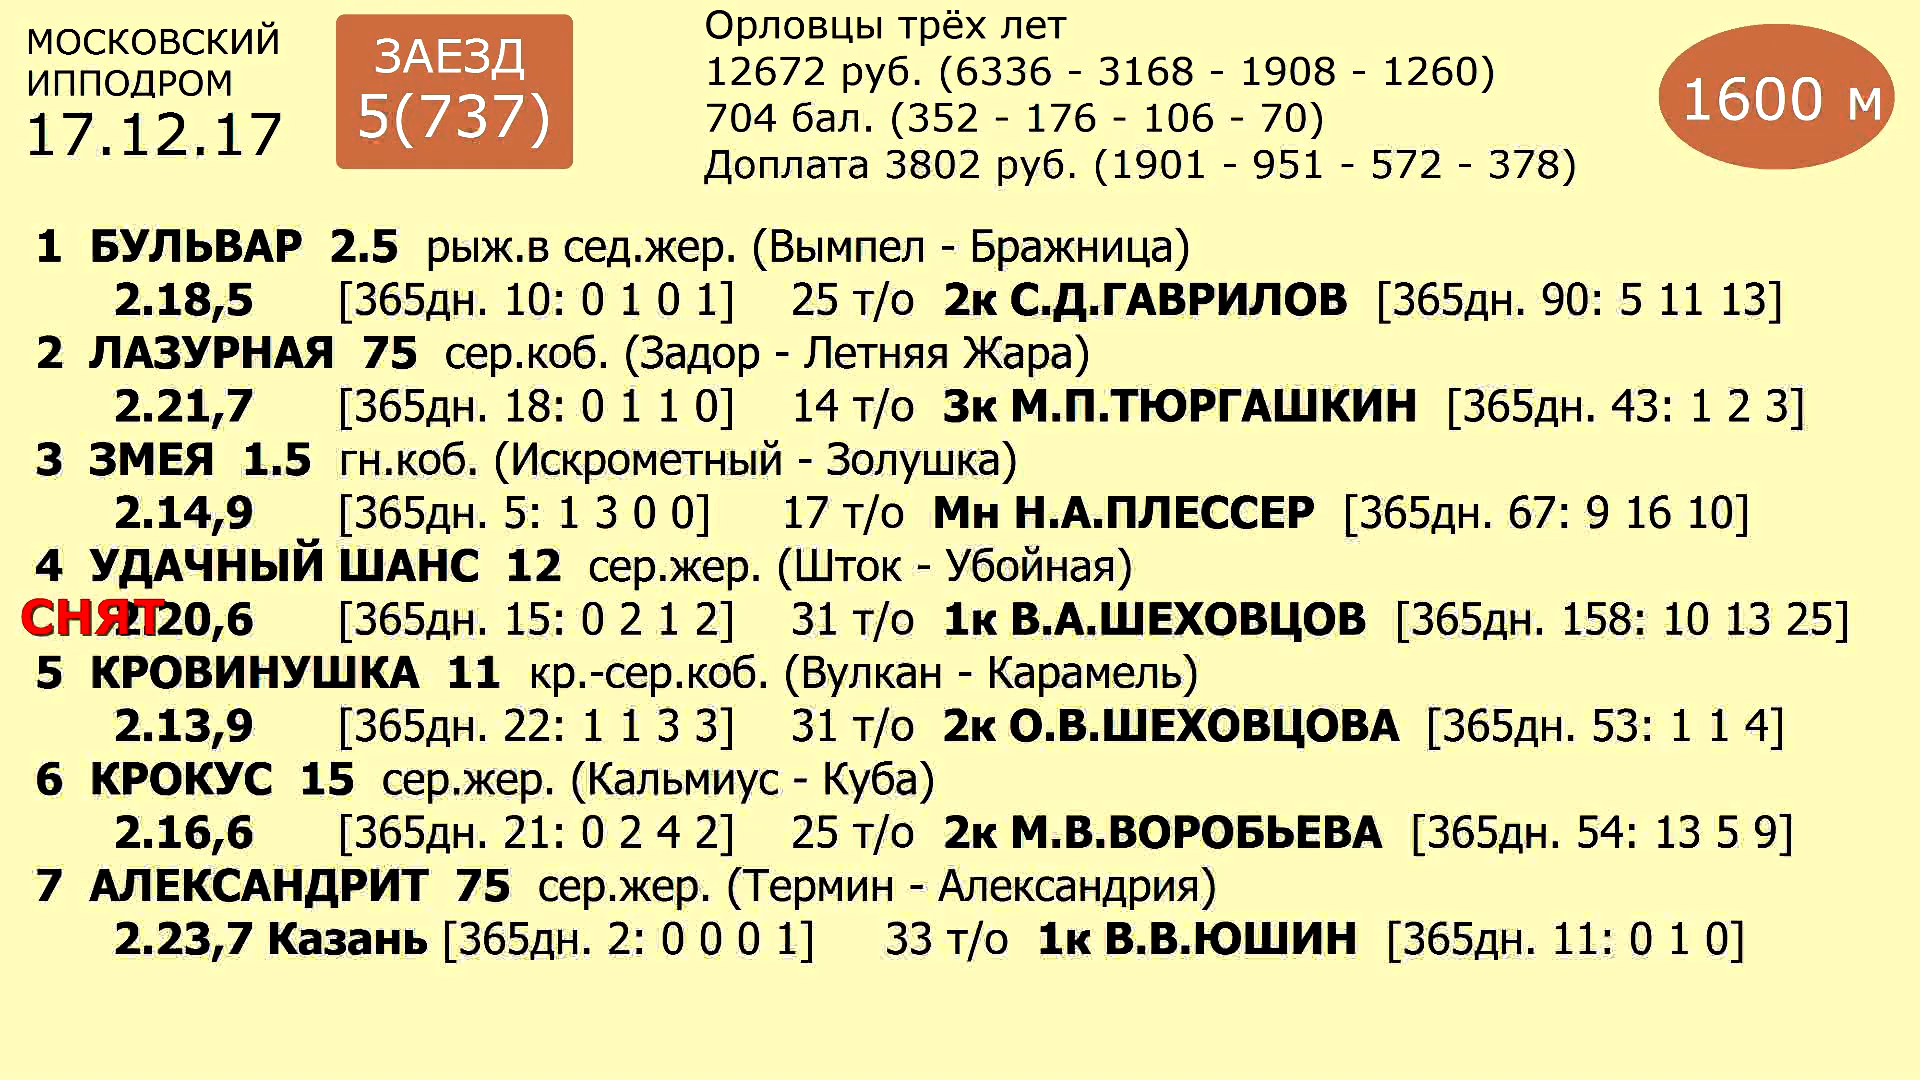 МОСКОВСКИЙ
ИППОДРОМ
17.12.17
ЗАЕЗД
5(737)
Орловцы трёх лет
12672 руб. (6336 - 3168 - 1908 - 1260)
704 бал. (352 - 176 - 106 - 70)
Доплата 3802 руб. (1901 - 951 - 572 - 378)
1600 м
1 БУЛЬВАР 2.5 рыж.в сед.жер. (Вымпел - Бражница)
2.18,5 [365дн. 10: 0 1 0 1] 25 т/о 2к С.Д.ГАВРИЛОВ [365дн. 90: 5 11 13]
2 ЛАЗУРНАЯ 75 сер.коб. (Задор - Летняя Жара)
2.21,7 [365дн. 18: 0 1 1 0] 14 т/о 3к М.П.ТЮРГАШКИН [365дн. 43: 1 2 3]
3 ЗМЕЯ 1.5 гн.коб. (Искрометный - Золушка)
2.14,9 [365дн. 5: 1 3 0 0] 17 т/о Мн Н.А.ПЛЕССЕР [365дн. 67: 9 16 10]
4 УДАЧНЫЙ ШАНС 12 сер.жер. (Шток - Убойная)
СНЯТ 2.20,6 [365дн. 15: 0 2 1 2] 31 т/о 1к В.А.ШЕХОВЦОВ [365дн. 158: 10 13 25]
5 КРОВИНУШКА 11 кр.-сер.коб. (Вулкан - Карамель)
2.13,9 [365дн. 22: 1 1 3 3] 31 т/о 2к О.В.ШЕХОВЦОВА [365дн. 53: 1 1 4]
6 КРОКУС 15 сер.жер. (Кальмиус - Куба)
2.16,6 [365дн. 21: 0 2 4 2] 25 т/о 2к М.В.ВОРОБЬЕВА [365дн. 54: 13 5 9]
7 АЛЕКСАНДРИТ 75 сер.жер. (Термин - Александрия)
2.23,7 Казань [365дн. 2: 0 0 0 1] 33 т/о 1к В.В.ЮШИН [365дн. 11: 0 1 0]